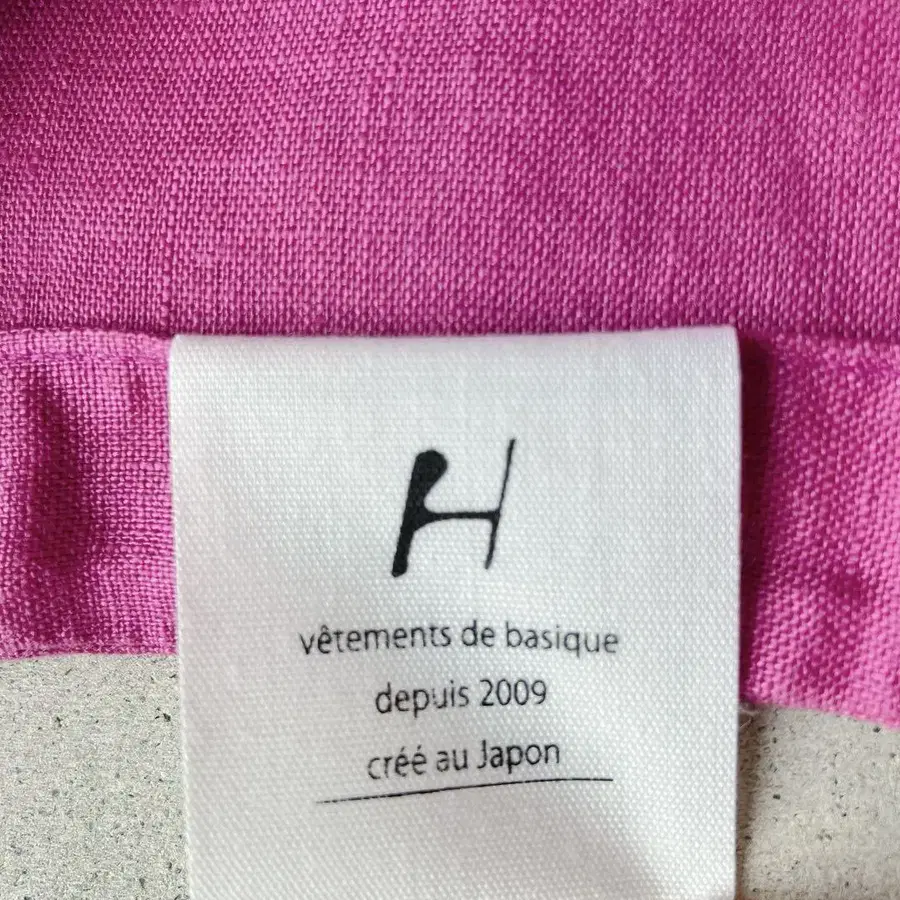 H
vêtements de basique
depuis 2009
créé au Japon